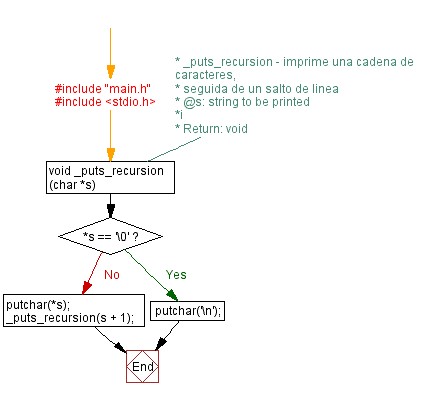 * _puts_recursion - imprime una cadena de
caracteres,
* seguida de un salto de linea
* @s: string to be printed
*i
* Return: void
#include "main.h"
#include <stdio.h>
void _puts_recursion
(char *s)
*s == '\0' ?
No
Yes
putchar(*s);
_puts_recursion(s + 1);
putchar('\n');
End